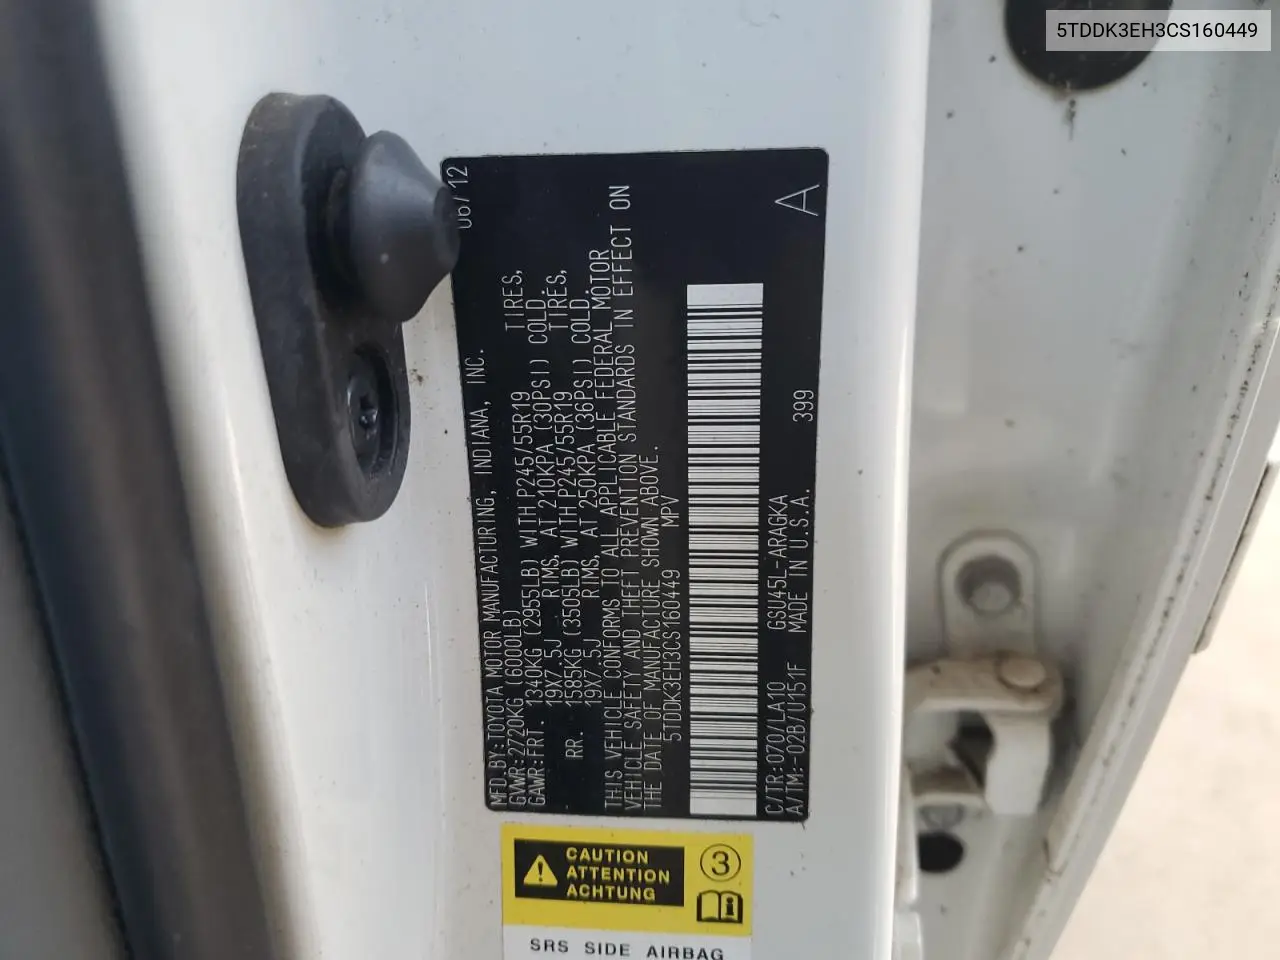 5TDDK3EH3CS160449
MFD.BY:TOYOTA MOTOR MANUFACTURING, INDIANA, INC. 06/12
GVWR:2720KG (6000LB)
GAWR:FRT. 1340KG (2955LB) WITH P245/55R19 TIRES,
19X7.5J RIMS, AT 210KPA (30PSI) COLD.
RR. 1585KG (3505LB) WITH P245/55R19 TIRES,
19X7.5J RIMS, AT 250KPA (36PSI) COLD.
THIS VEHICLE CONFORMS TO ALL APPLICABLE FEDERAL MOTOR
VEHICLE SAFETY AND THEFT PREVENTION STANDARDS IN EFFECT ON
THE DATE OF MANUFACTURE SHOWN ABOVE.
5TDDK3EH3CS160449 MPV
C/TR:070/LA10 GSU45L-ARAGKA
A/TM:-02B/U151F MADE IN U.S.A. 399 A
CAUTION
ATTENTION
ACHTUNG
3
SRS SIDE AIRBAG